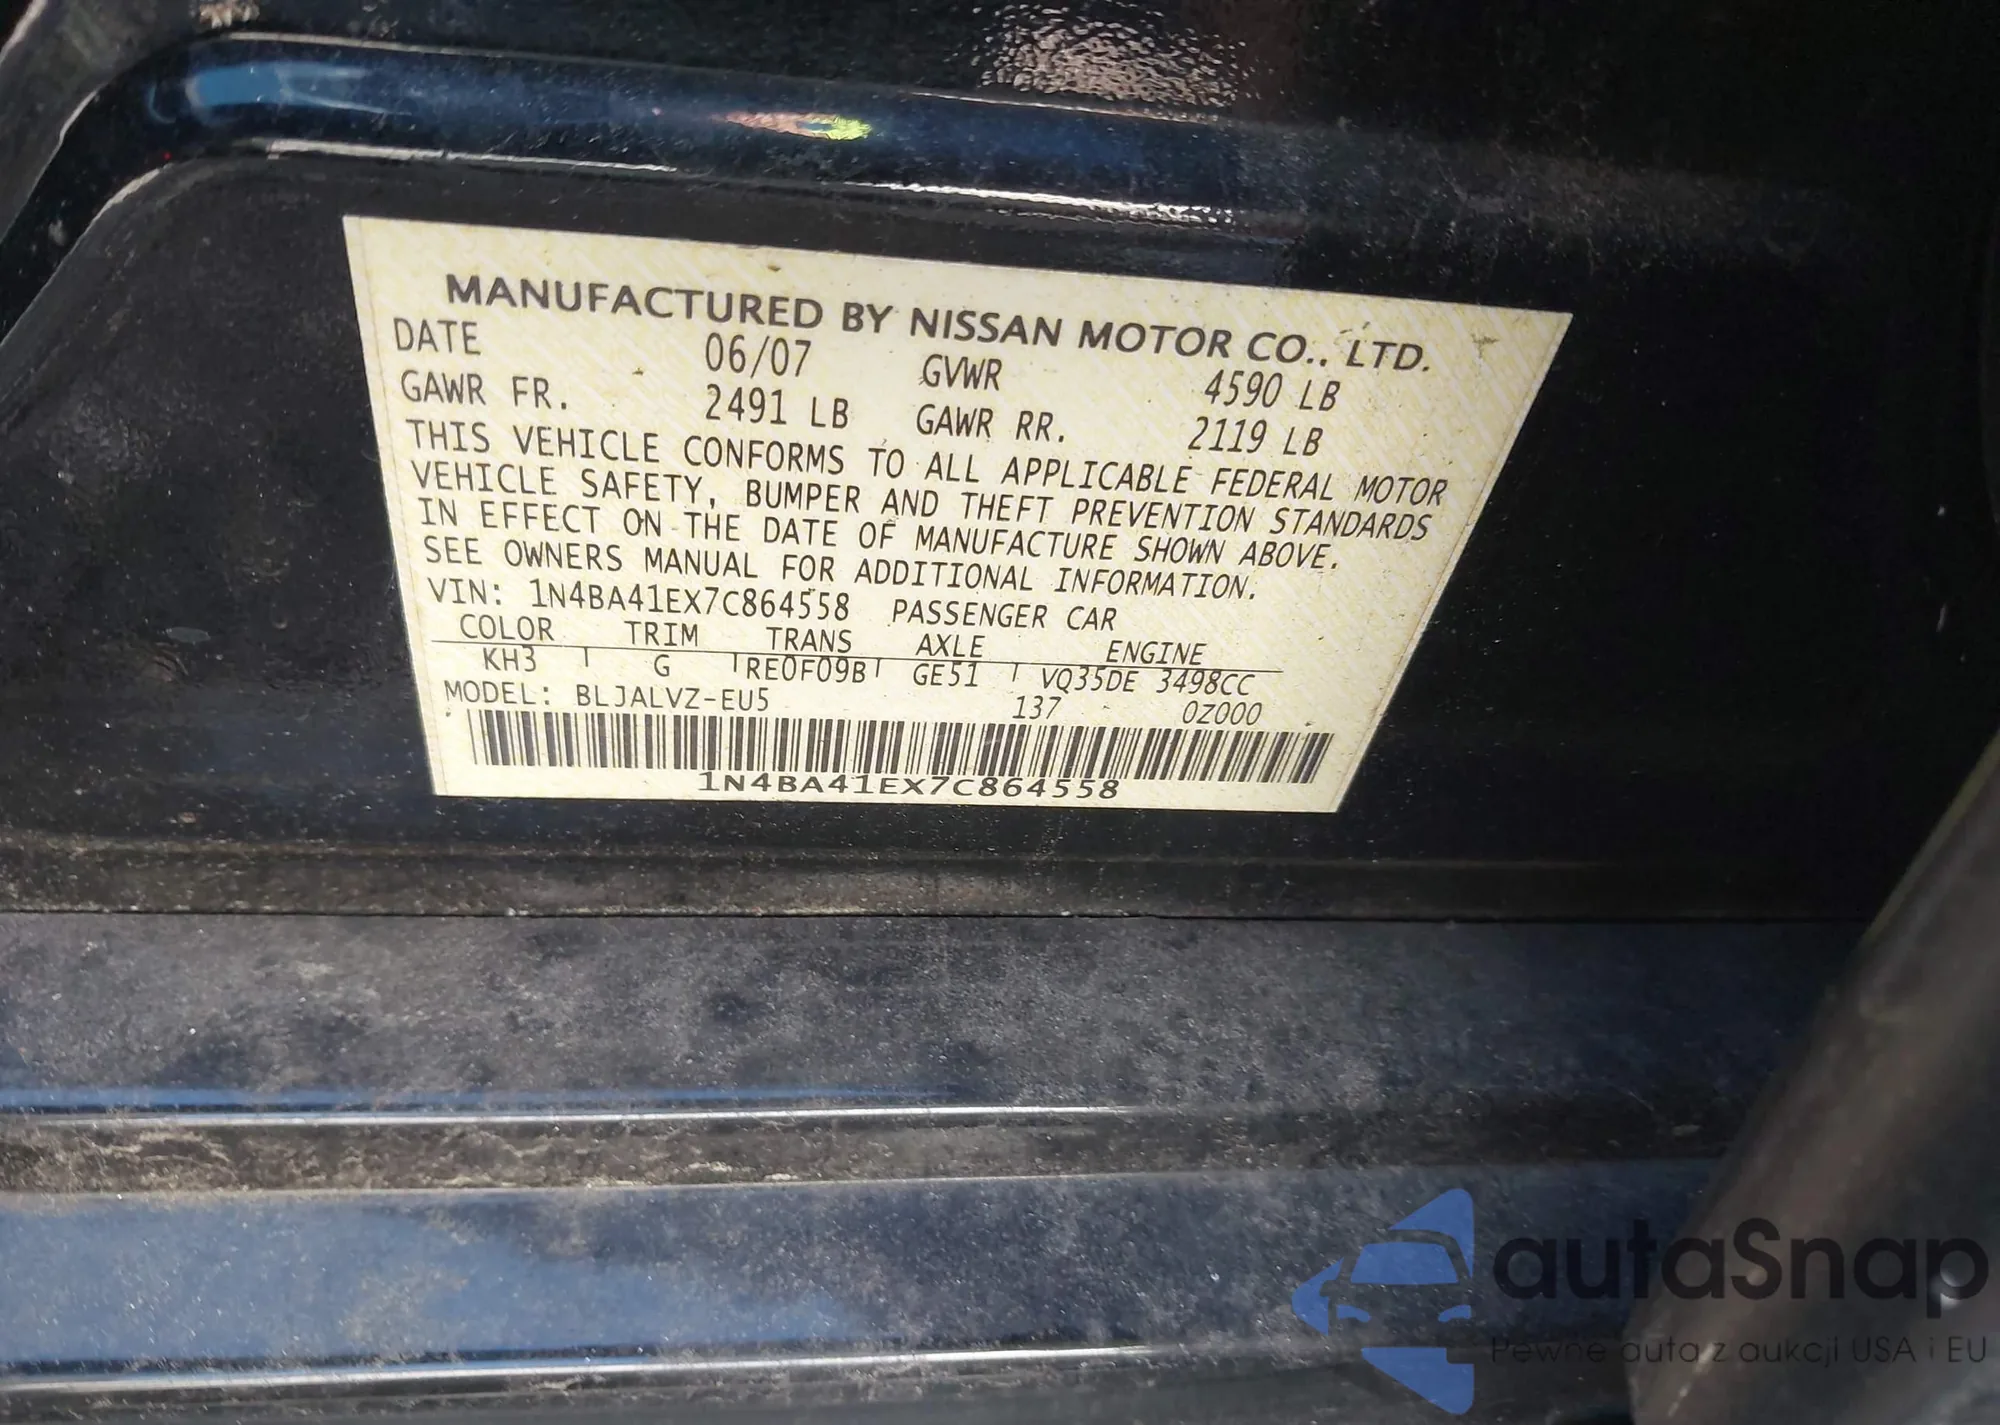 MANUFACTURED BY NISSAN MOTOR CO., LTD.
DATE 06/07 GVWR 4590 LB
GAWR FR. 2491 LB GAWR RR. 2119 LB
THIS VEHICLE CONFORMS TO ALL APPLICABLE FEDERAL MOTOR
VEHICLE SAFETY, BUMPER AND THEFT PREVENTION STANDARDS
IN EFFECT ON THE DATE OF MANUFACTURE SHOWN ABOVE.
SEE OWNERS MANUAL FOR ADDITIONAL INFORMATION.
VIN: 1N4BA41EX7C864558 PASSENGER CAR
COLOR TRIM TRANS AXLE ENGINE
KH3 G RE0F09B GE51 VQ35DE 3498CC
MODEL: BLJALVZ-EU5 137 0Z000
1N4BA41EX7C864558
autaSnap
Pewne auta z aukcji USA i EU